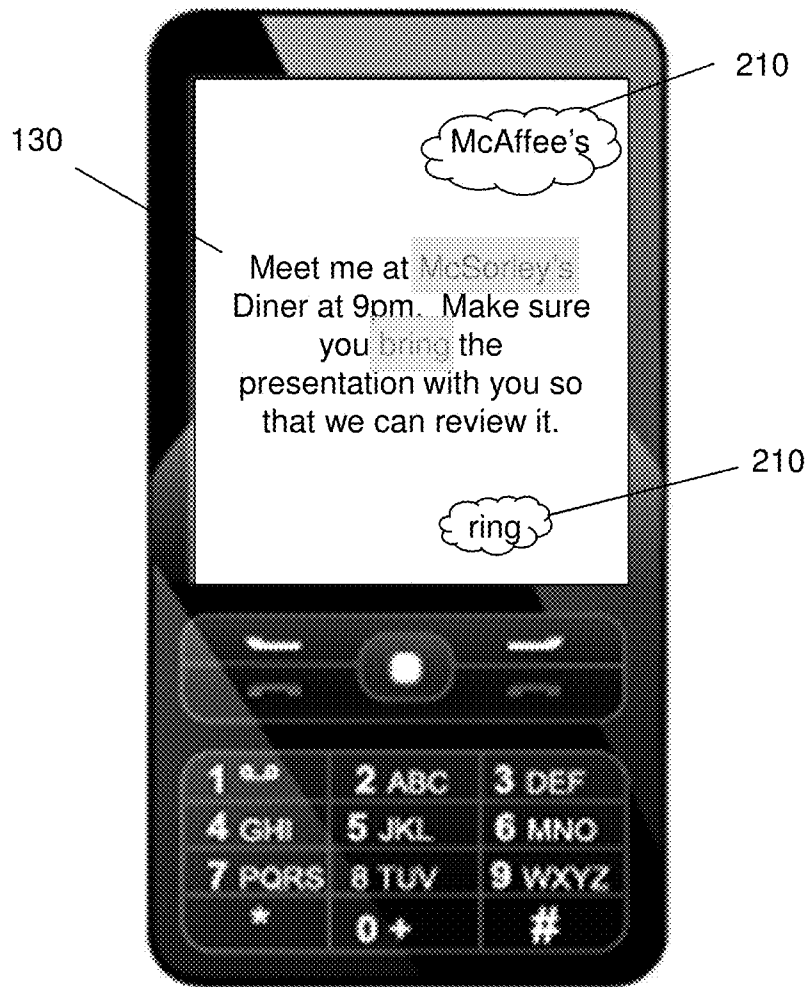 210
McAffee's
130
Meet me at McSorley's
Diner at 9pm. Make sure
you bring the
presentation with you so
that we can review it.
210
ring
1 2 ABC 3 DEF
4 GHI 5 JKL 6 MNO
7 PQRS 8 TUV 9 WXYZ
* 0 + #